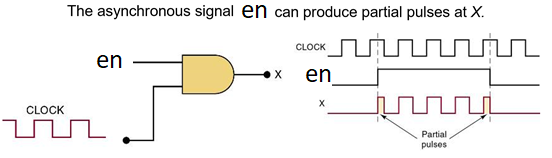 The asynchronous signal en can produce partial pulses at X.
en
X
CLOCK
CLOCK
en
X
Partial
pulses